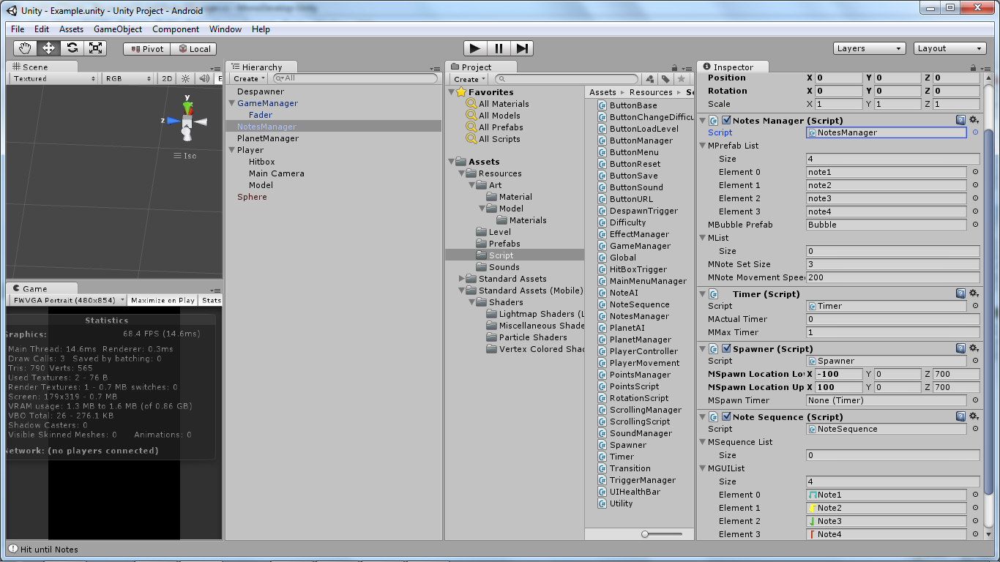 Unity - Example.unity - Unity Project - Android
File Edit Assets GameObject Component Window Help
Pivot Local Layers Layout
Scene
Textured RGB 2D E
y
z
Iso
Game
FWVGA Portrait (480x854) Maximize on Play Stats
Statistics
Graphics: 68.4 FPS (14.6ms)
Main Thread: 14.6ms Renderer: 0.3ms
Draw Calls: 3 Saved by batching: 0
Tris: 790 Verts: 565
Used Textures: 2 - 76 B
Render Textures: 1 - 0.7 MB switches: 0
Screen: 179x319 - 0.7 MB
VRAM usage: 1.3 MB to 1.6 MB (of 0.86 GB)
VBO Total: 26 - 276.1 KB
Shadow Casters: 0
Visible Skinned Meshes: 0 Animations: 0
Network: (no players connected)
Hierarchy
Create All
Despawner
GameManager
Fader
NotesManager
PlanetManager
Player
Hitbox
Main Camera
Model
Sphere
Project
Create
Favorites
All Materials
All Models
All Prefabs
All Scripts
Assets
Resources
Art
Material
Model
Materials
Level
Prefabs
Script
Sounds
Standard Assets
Standard Assets (Mobile)
Shaders
Lightmap Shaders (L
Miscellaneous Shade
Particle Shaders
Vertex Colored Shad
Assets Resources Sc
ButtonBase
ButtonChangeDifficu
ButtonLoadLevel
ButtonManager
ButtonMenu
ButtonReset
ButtonSave
ButtonSound
ButtonURL
DespawnTrigger
Difficulty
EffectManager
GameManager
Global
HitBoxTrigger
MainMenuManager
NoteAI
NoteSequence
NotesManager
PlanetAI
PlanetManager
PlayerController
PlayerMovement
PointsManager
PointsScript
RotationScript
ScrollingManager
ScrollingScript
SoundManager
Spawner
Timer
Transition
TriggerManager
UIHealthBar
Utility
Inspector
Position X 0 Y 0 Z 0
Rotation X 0 Y 0 Z 0
Scale X 1 Y 1 Z 1
Notes Manager (Script)
Script NotesManager
MPrefab List
Size 4
Element 0 note1
Element 1 note2
Element 2 note3
Element 3 note4
MBubble Prefab Bubble
MList
Size 0
MNote Set Size 3
MNote Movement Speed 200
Timer (Script)
Script Timer
MActual Timer 0
MMax Timer 1
Spawner (Script)
Script Spawner
MSpawn Location Lo X -100 Y 0 Z 700
MSpawn Location Up X 100 Y 0 Z 700
MSpawn Timer None (Timer)
Note Sequence (Script)
Script NoteSequence
MSequence List
Size 0
MGUIList
Size 4
Element 0 Note1
Element 1 Note2
Element 2 Note3
Element 3 Note4
Hit until Notes